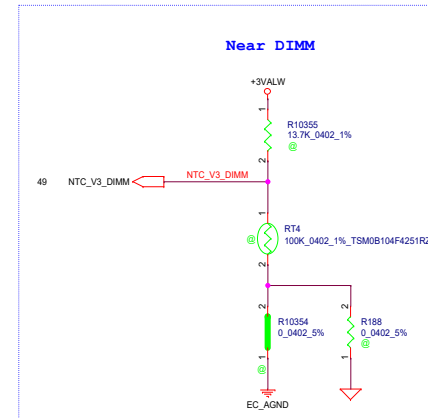 Near DIMM
+3VALW
1
R10355
13.7K_0402_1%
@
2
49 NTC_V3_DIMM NTC_V3_DIMM
1
RT4
@ 100K_0402_1%_TSM0B104F4251RZ
2
2 2
R10354 R188
0_0402_5% 0_0402_5%
@
1 1
@
EC_AGND